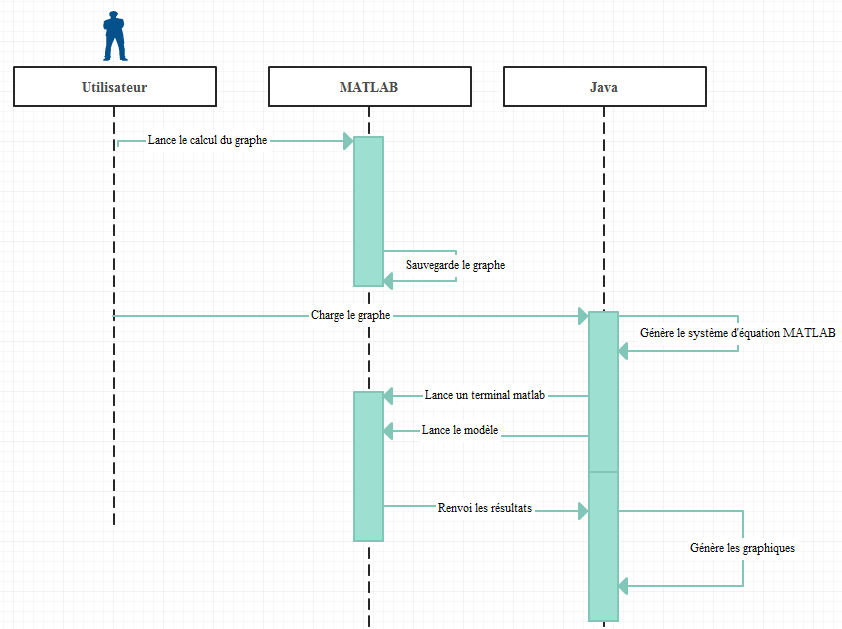 Utilisateur
MATLAB
Java
Lance le calcul du graphe
Sauvegarde le graphe
Charge le graphe
Génère le système d'équation MATLAB
Lance un terminal matlab
Lance le modèle
Renvoi les résultats
Génère les graphiques